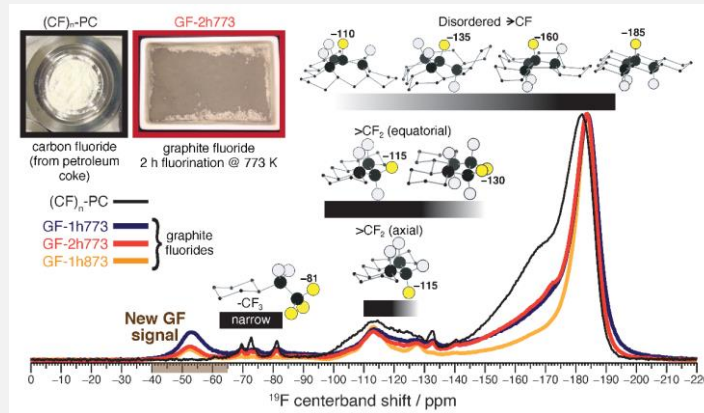 (CF)n-PC
GF-2h773
carbon fluoride
(from petroleum
coke)
graphite fluoride
2 h fluorination @ 773 K
Disordered ➔CF
−110
−135
−160
−185
>CF2 (equatorial)
−115
−130
>CF2 (axial)
−115
(CF)n-PC
GF-1h773
GF-2h773
GF-1h873
graphite
fluorides
−81
-CF3
narrow
New GF
signal
0 −10 −20 −30 −40 −50 −60 −70 −80 −90 −100 −110 −120 −130 −140 −150 −160 −170 −180 −190 −200 −210 −220
19F centerband shift / ppm